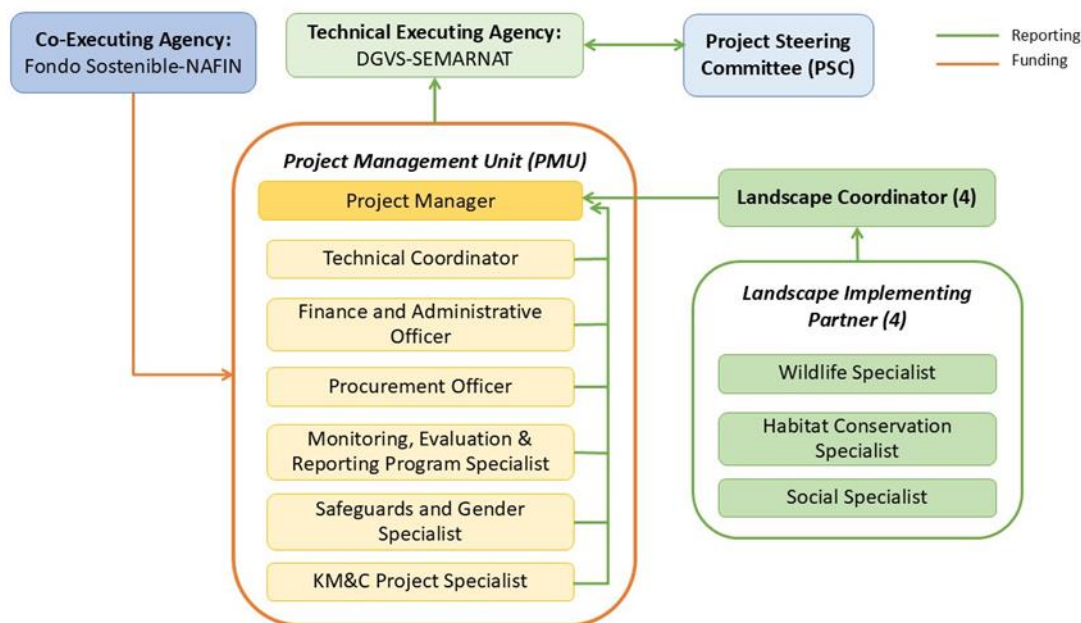 Co-Executing Agency:
Fondo Sostenible-NAFIN
Technical Executing Agency:
DGVS-SEMARNAT
Project Steering
Committee (PSC)
Reporting
Funding
Project Management Unit (PMU)
Project Manager
Technical Coordinator
Finance and Administrative
Officer
Procurement Officer
Monitoring, Evaluation &
Reporting Program Specialist
Safeguards and Gender
Specialist
KM&C Project Specialist
Landscape Coordinator (4)
Landscape Implementing
Partner (4)
Wildlife Specialist
Habitat Conservation
Specialist
Social Specialist